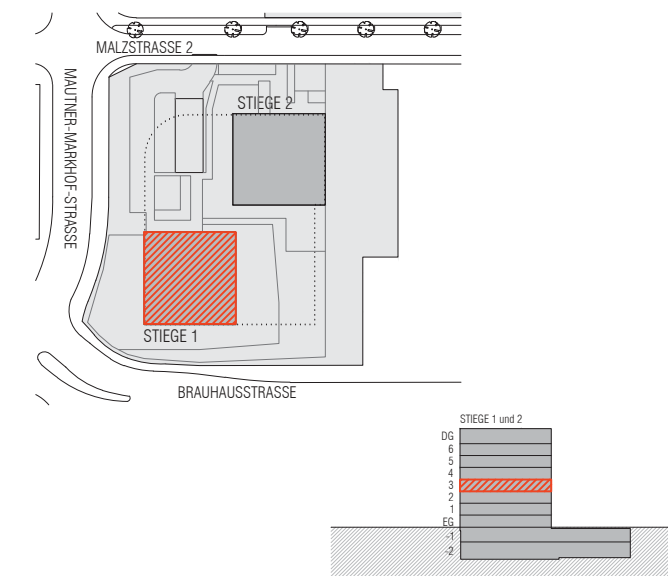 MALZSTRASSE 2
MAUTNER-MARKHOF-STRASSE
STIEGE 2
STIEGE 1
BRAUHAUSSTRASSE
STIEGE 1 und 2
DG
6
5
4
3
2
1
EG
-1
-2